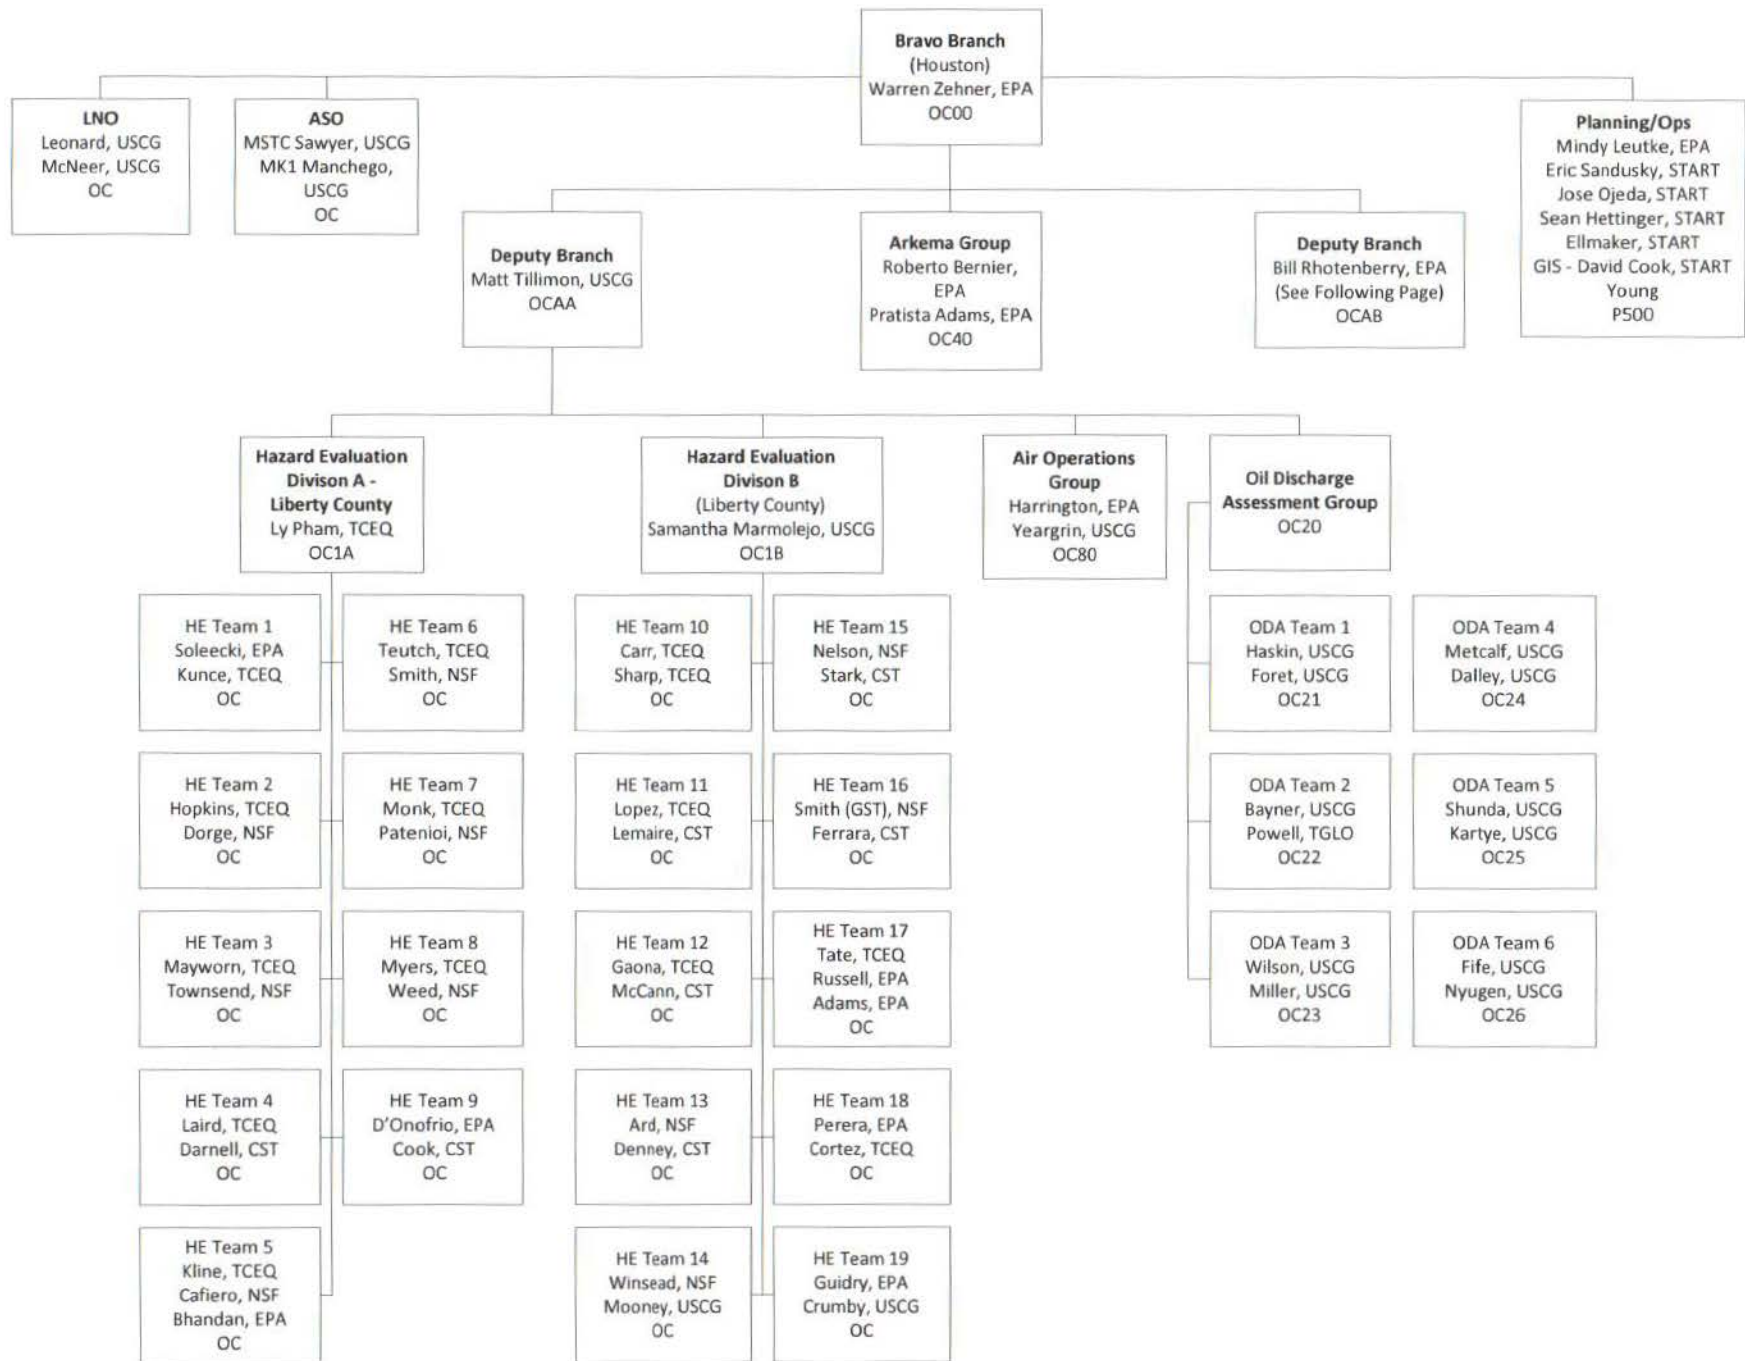 Bravo Branch
(Houston)
Warren Zehner, EPA
OC00
LNO
Leonard, USCG
McNeer, USCG
OC
ASO
MSTC Sawyer, USCG
MK1 Manchego,
USCG
OC
Planning/Ops
Mindy Leutke, EPA
Eric Sandusky, START
Jose Ojeda, START
Sean Hettinger, START
Ellmaker, START
GIS - David Cook, START
Young
P500
Deputy Branch
Matt Tillimon, USCG
OCAA
Arkema Group
Roberto Bernier,
EPA
Pratista Adams, EPA
OC40
Deputy Branch
Bill Rhotenberry, EPA
(See Following Page)
OCAB
Hazard Evaluation
Divison A -
Liberty County
Ly Pham, TCEQ
OC1A
Hazard Evaluation
Divison B
(Liberty County)
Samantha Marmolejo, USCG
OC1B
Air Operations
Group
Harrington, EPA
Yeargrin, USCG
OC80
Oil Discharge
Assessment Group
OC20
HE Team 1
Soleecki, EPA
Kunce, TCEQ
OC
HE Team 6
Teutch, TCEQ
Smith, NSF
OC
HE Team 10
Carr, TCEQ
Sharp, TCEQ
OC
HE Team 15
Nelson, NSF
Stark, CST
OC
ODA Team 1
Haskin, USCG
Foret, USCG
OC21
ODA Team 4
Metcalf, USCG
Dalley, USCG
OC24
HE Team 2
Hopkins, TCEQ
Dorge, NSF
OC
HE Team 7
Monk, TCEQ
Patenioi, NSF
OC
HE Team 11
Lopez, TCEQ
Lemaire, CST
OC
HE Team 16
Smith (GST), NSF
Ferrara, CST
OC
ODA Team 2
Bayner, USCG
Powell, TGLO
OC22
ODA Team 5
Shunda, USCG
Kartye, USCG
OC25
HE Team 3
Mayworn, TCEQ
Townsend, NSF
OC
HE Team 8
Myers, TCEQ
Weed, NSF
OC
HE Team 12
Gaona, TCEQ
McCann, CST
OC
HE Team 17
Tate, TCEQ
Russell, EPA
Adams, EPA
OC
ODA Team 3
Wilson, USCG
Miller, USCG
OC23
ODA Team 6
Fife, USCG
Nyugen, USCG
OC26
HE Team 4
Laird, TCEQ
Darnell, CST
OC
HE Team 9
D'Onofrio, EPA
Cook, CST
OC
HE Team 13
Ard, NSF
Denney, CST
OC
HE Team 18
Perera, EPA
Cortez, TCEQ
OC
HE Team 5
Kline, TCEQ
Cafiero, NSF
Bhandan, EPA
OC
HE Team 14
Winsead, NSF
Mooney, USCG
OC
HE Team 19
Guidry, EPA
Crumby, USCG
OC